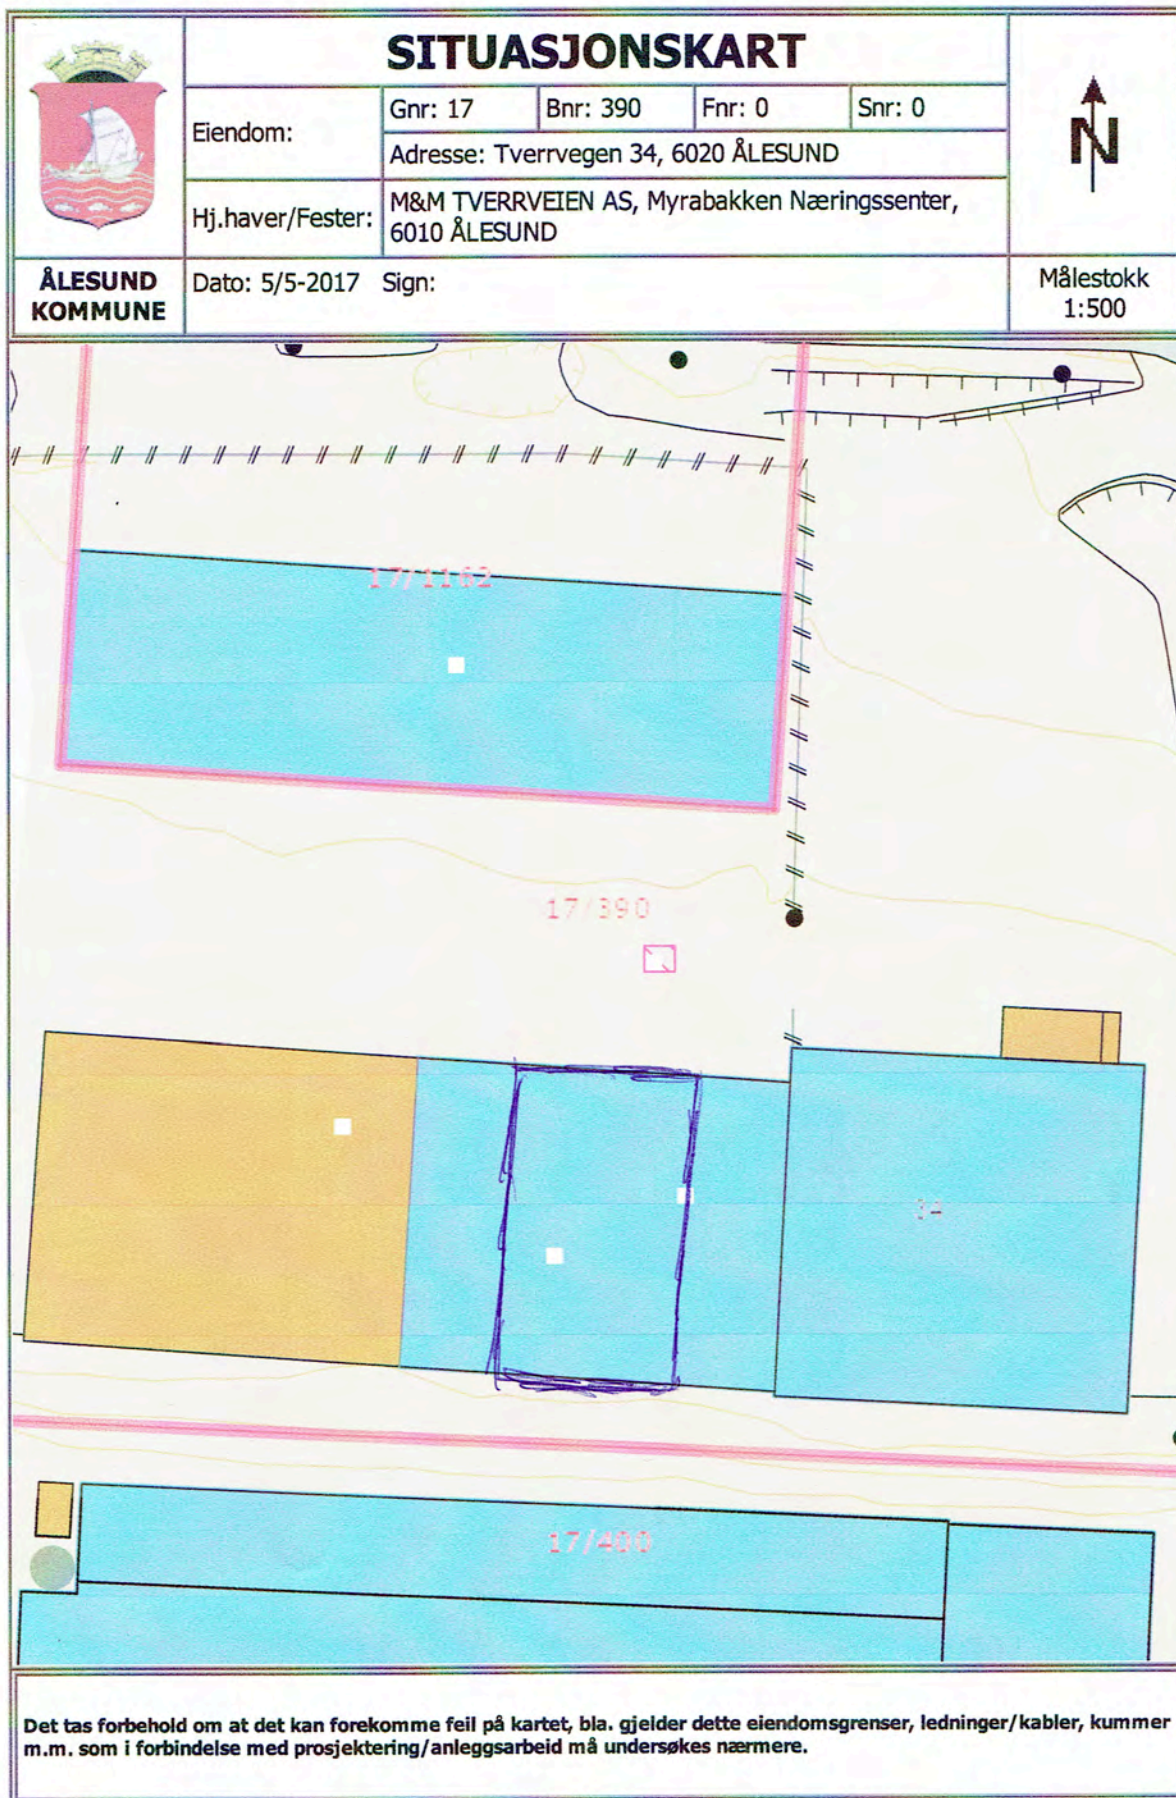 SITUASJONSKART
Eiendom:
Gnr: 17
Bnr: 390
Fnr: 0
Snr: 0
Adresse: Tverrvegen 34, 6020 ÅLESUND
Hj.haver/Fester:
M&M TVERRVEIEN AS, Myrabakken Næringssenter,
6010 ÅLESUND
N
ÅLESUND
KOMMUNE
Dato: 5/5-2017 Sign:
Målestokk
1:500
17/1162
17/390
34
17/400
Det tas forbehold om at det kan forekomme feil på kartet, bla. gjelder dette eiendomsgrenser, ledninger/kabler, kummer
m.m. som i forbindelse med prosjektering/anleggsarbeid må undersøkes nærmere.